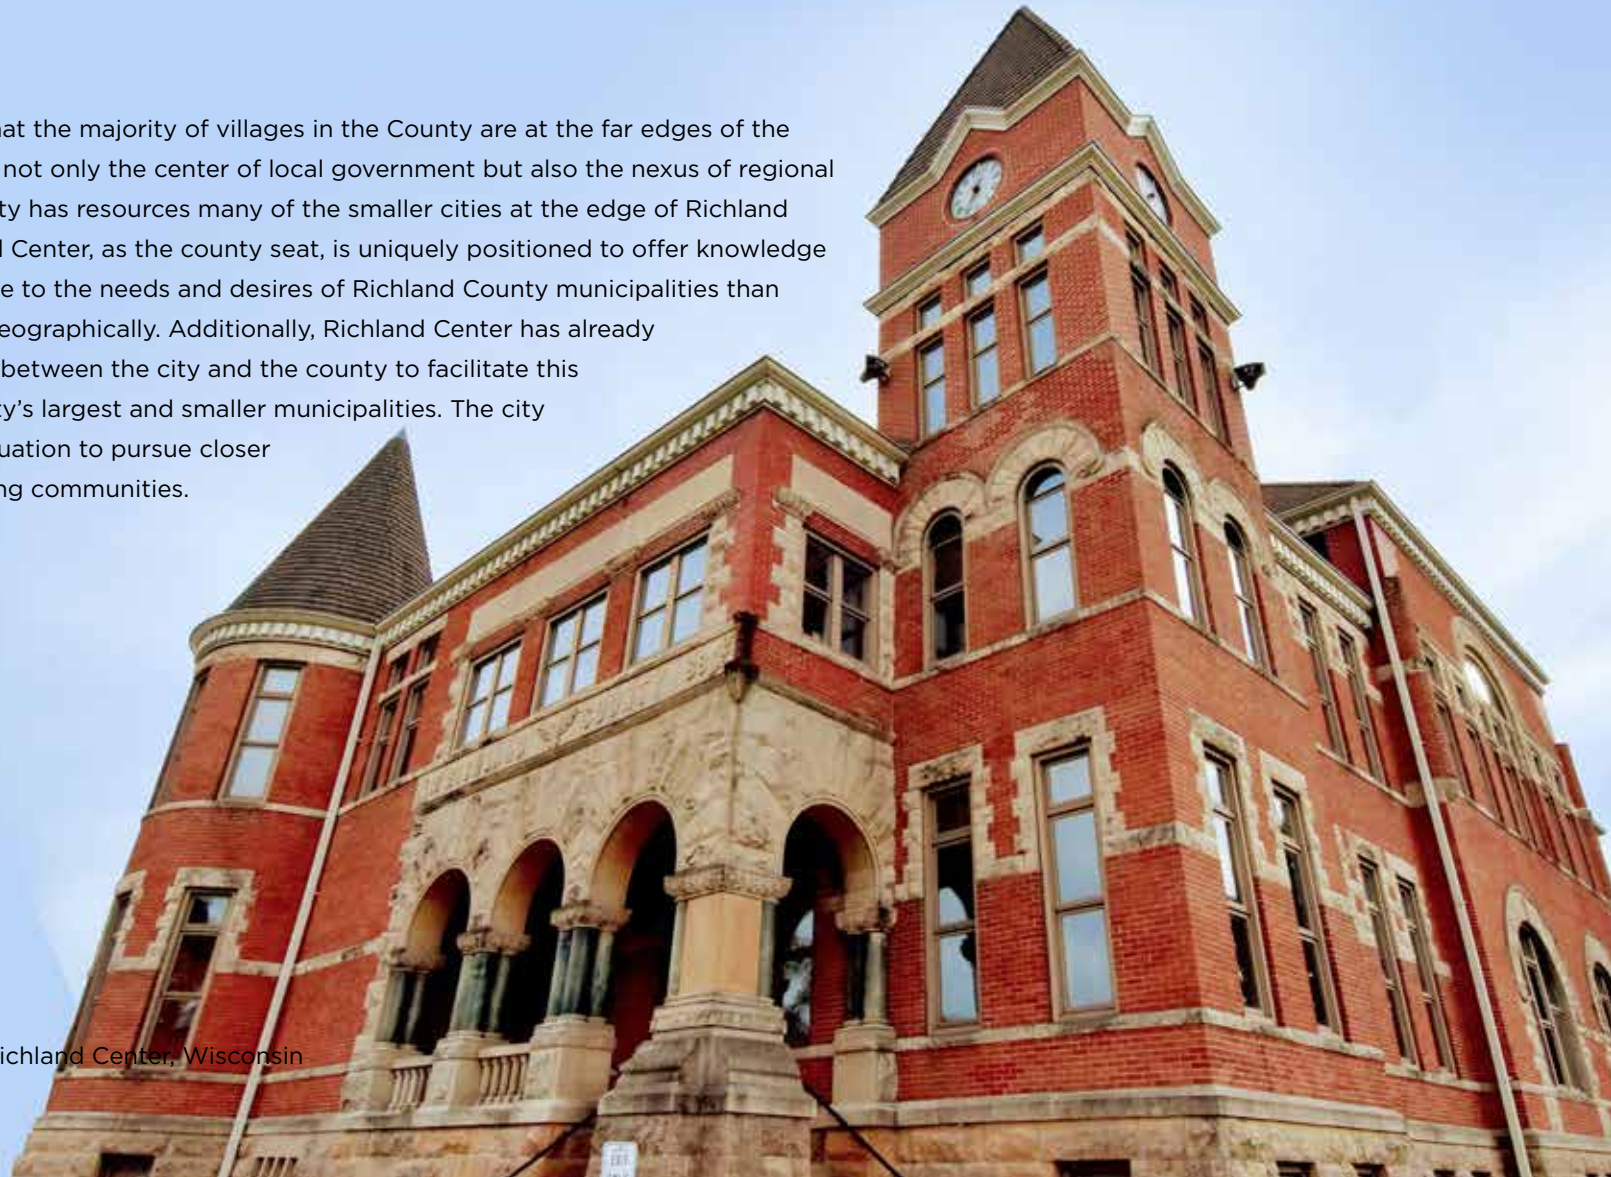 at the majority of villages in the County are at the far edges of the
not only the center of local government but also the nexus of regional
ty has resources many of the smaller cities at the edge of Richland
Center, as the county seat, is uniquely positioned to offer knowledge
e to the needs and desires of Richland County municipalities than
eographically. Additionally, Richland Center has already
between the city and the county to facilitate this
ty’s largest and smaller municipalities. The city
uation to pursue closer
ng communities.
ichland Center, Wisconsin